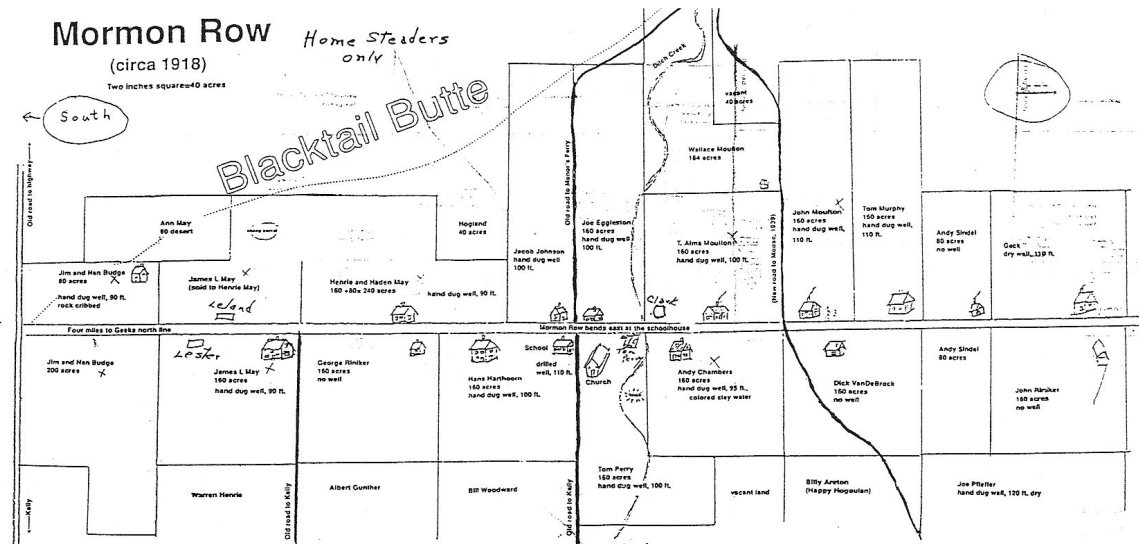 Mormon Row
(circa 1918)
Two inches square=40 acres
Home Steaders
only
← South
Blacktail Butte
Ditch Creek
vacant
40 acres
Wallace Moulton
164 acres
Old road to highway
Ann May
80 desert
Hogland
40 acres
Jacob Johnson
hand dug well
100 ft.
Old road to Menor's Ferry
Joe Eggleston
160 acres
hand dug well
100 ft.
T. Alma Moulton
160 acres
hand dug well, 100 ft.
(New road to Moose, 1939)
John Moulton
160 acres
hand dug well,
110 ft.
Tom Murphy
160 acres
hand dug well,
110 ft.
Andy Sindel
80 acres
no well
Geck
dry well, 110 ft.
Jim and Nan Budge
80 acres
hand dug well, 90 ft.
rock cribbed
James L May
(sold to Henrie May)
Leland
Henrie and Haden May
160 +80= 240 acres
hand dug well, 90 ft.
Clark
Four miles to Geeks north line
Mormon Row bends east at the schoolhouse
Jim and Nan Budge
200 acres
Lester
James L May
160 acres
hand dug well, 90 ft.
George Riniker
160 acres
no well
Hans Harthoorn
160 acres
hand dug well, 100 ft.
School
drilled
well, 110 ft.
Church
Andy Chambers
160 acres
hand dug well, 95 ft.
colored clay water
Dick VanDeBrock
160 acres
no well
Andy Sindel
80 acres
John Riniker
160 acres
no well
←Kelly
Warren Henrie
Old road to Kelly
Albert Gunther
Bill Woodward
Old road to Kelly
Tom Perry
160 acres
hand dug well, 100 ft.
vacant land
Billy Areton
(Happy Hogoulan)
Joe Pfleffer
hand dug well, 120 ft. dry